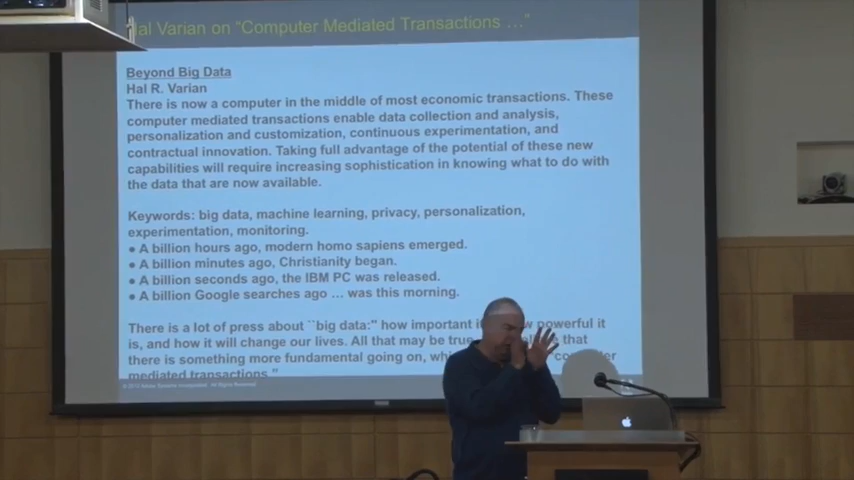 Hal Varian on "Computer Mediated Transactions ..."
Beyond Big Data
Hal R. Varian
There is now a computer in the middle of most economic transactions. These
computer mediated transactions enable data collection and analysis,
personalization and customization, continuous experimentation, and
contractual innovation. Taking full advantage of the potential of these new
capabilities will require increasing sophistication in knowing what to do with
the data that are now available.
Keywords: big data, machine learning, privacy, personalization,
experimentation, monitoring.
• A billion hours ago, modern homo sapiens emerged.
• A billion minutes ago, Christianity began.
• A billion seconds ago, the IBM PC was released.
• A billion Google searches ago ... was this morning.
There is a lot of press about ``big data:" how important it powerful it
is, and how it will change our lives. All that may be true that
there is something more fundamental going on,
mediated transactions."